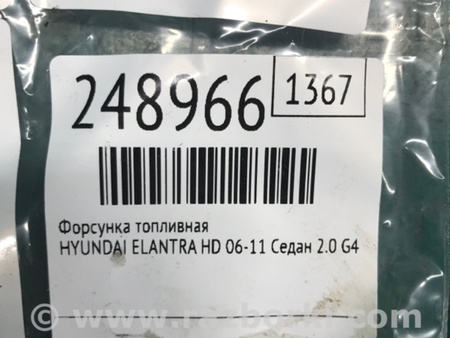 248966 1367
Форсунка топливная
HYUNDAI ELANTRA HD 06-11 Седан 2.0 G4